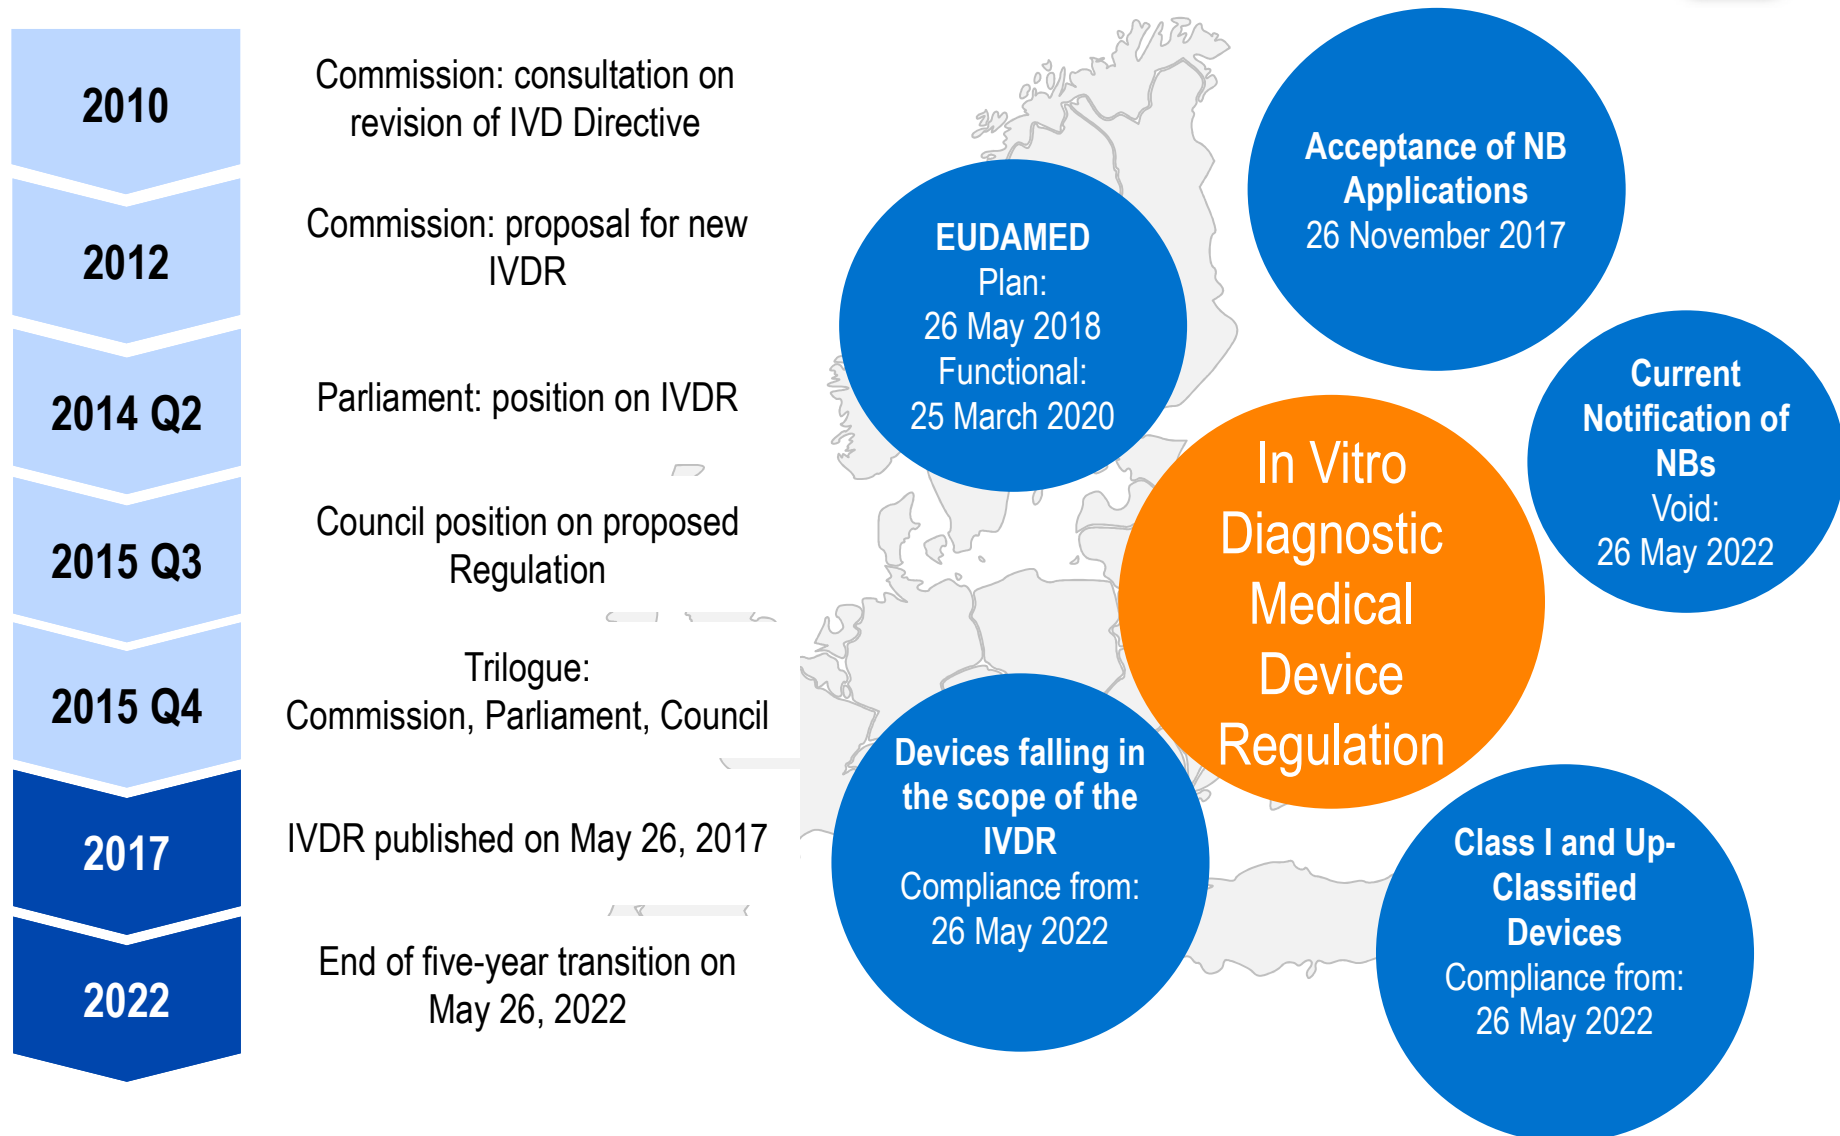 2010
Commission: consultation on
revision of IVD Directive
2012
Commission: proposal for new
IVDR
2014 Q2
Parliament: position on IVDR
2015 Q3
Council position on proposed
Regulation
2015 Q4
Trilogue:
Commission, Parliament, Council
2017
IVDR published on May 26, 2017
2022
End of five-year transition on
May 26, 2022
EUDAMED
Plan:
26 May 2018
Functional:
25 March 2020
Acceptance of NB
Applications
26 November 2017
Current
Notification of
NBs
Void:
26 May 2022
In Vitro
Diagnostic
Medical
Device
Regulation
Devices falling in
the scope of the
IVDR
Compliance from:
26 May 2022
Class I and Up-
Classified
Devices
Compliance from:
26 May 2022